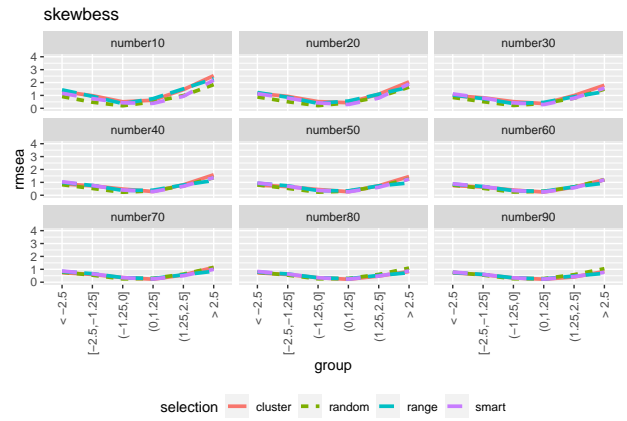 skewbess
number10 number20 number30
4
3
2
1
0
number40 number50 number60
4
3
2
1
0
rmsea
number70 number80 number90
4
3
2
1
0
< −2.5 [−2.5,−1.25] (−1.25,0] (0,1.25] (1.25,2.5] > 2.5 < −2.5 [−2.5,−1.25] (−1.25,0] (0,1.25] (1.25,2.5] > 2.5 < −2.5 [−2.5,−1.25] (−1.25,0] (0,1.25] (1.25,2.5] > 2.5
group
selection cluster random range smart